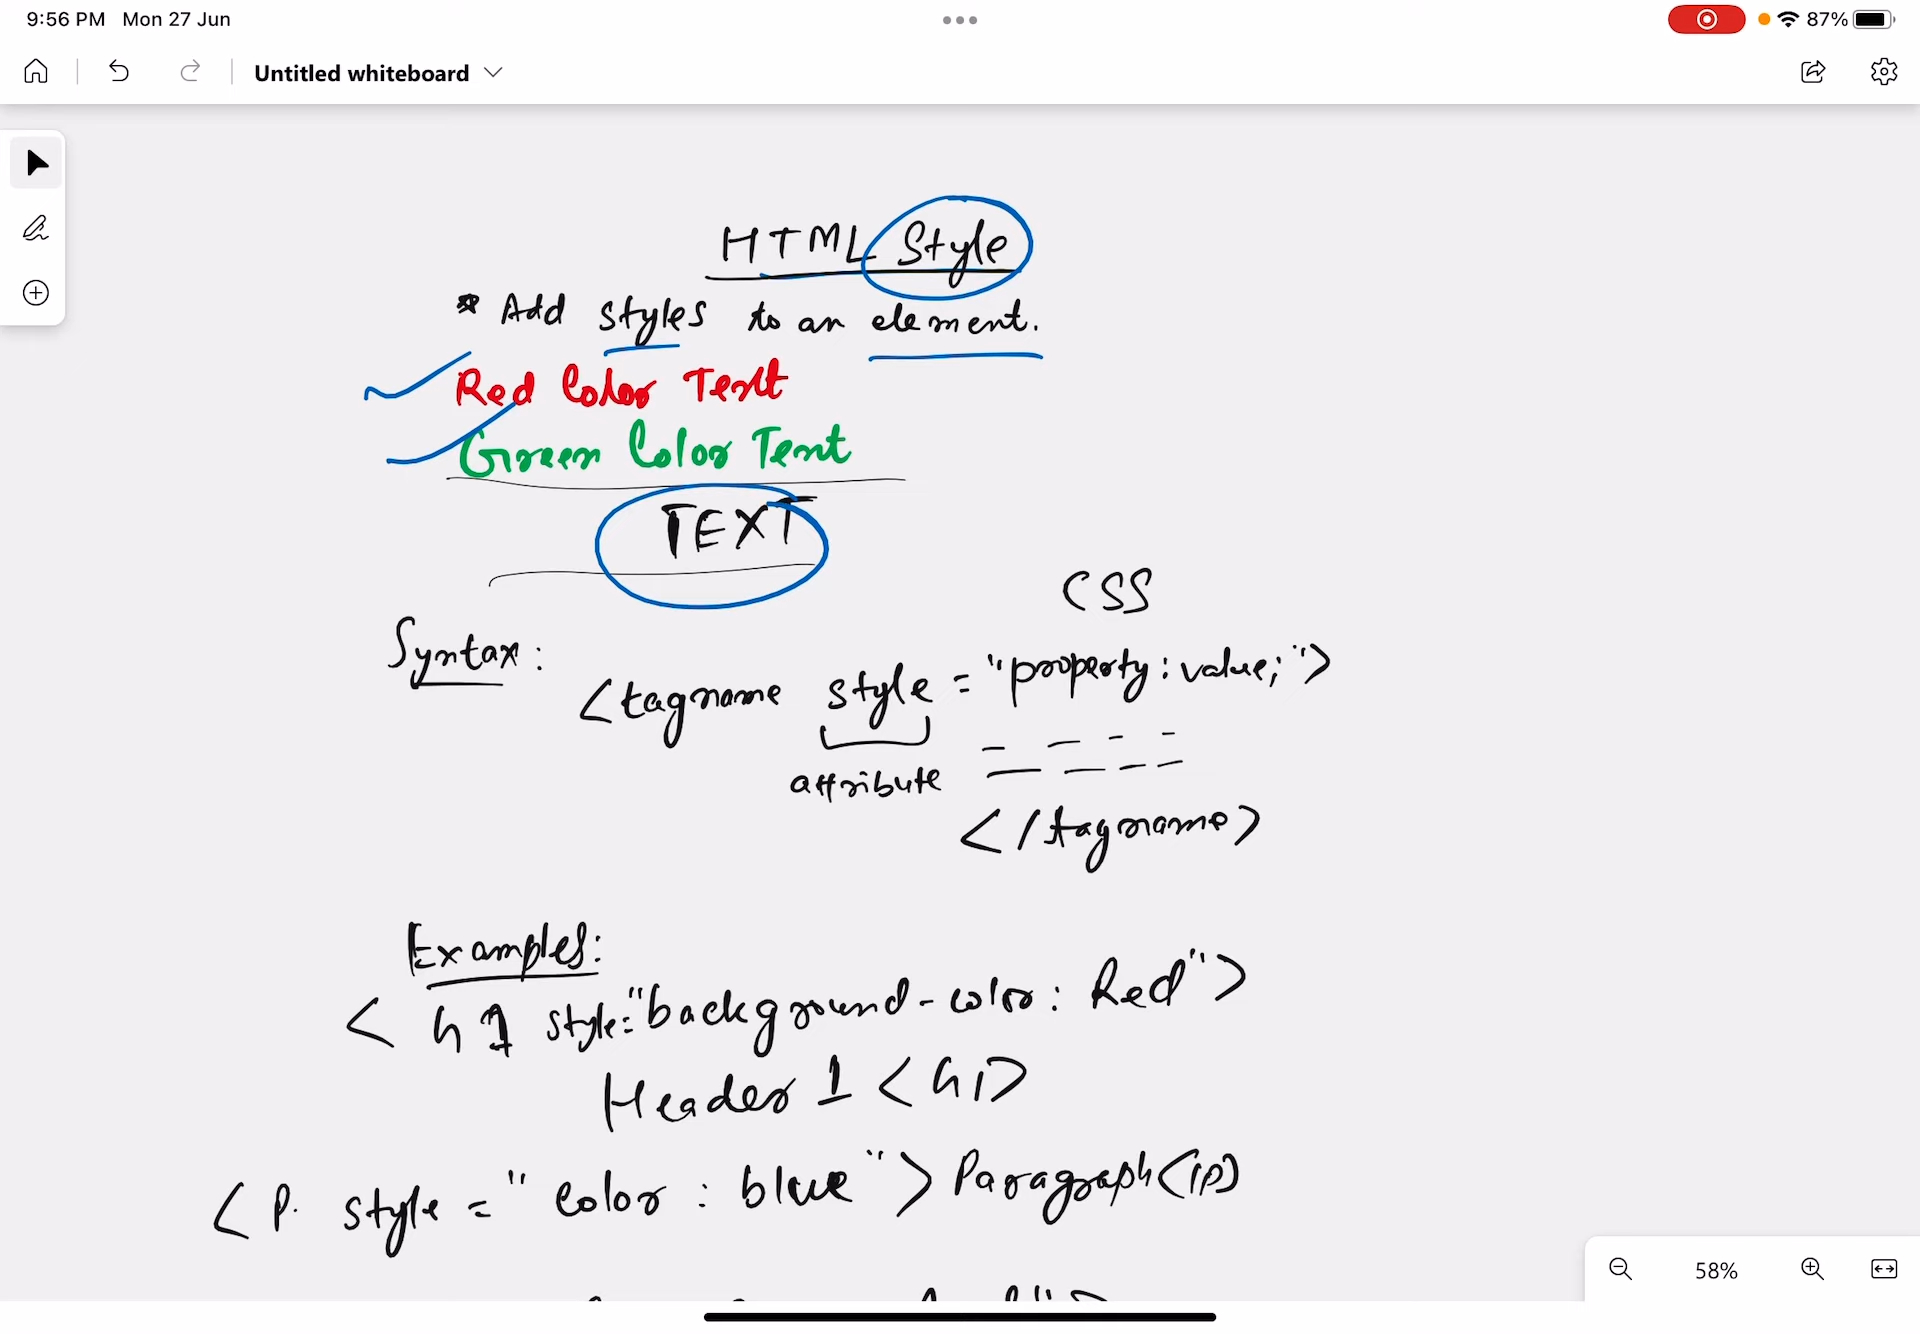 9:56 PM Mon 27 Jun
87%
Untitled whiteboard
HTML Style
* Add styles to an element.
Red Color Text
Green Color Text
TEXT
CSS
Syntax:
<tagname style = "property: value;">
attribute
</tagname>
Examples:
< h1 style="background-color: Red">
Header 1 <h1>
<P. style = "color: blue"> Paragraph</p>
58%